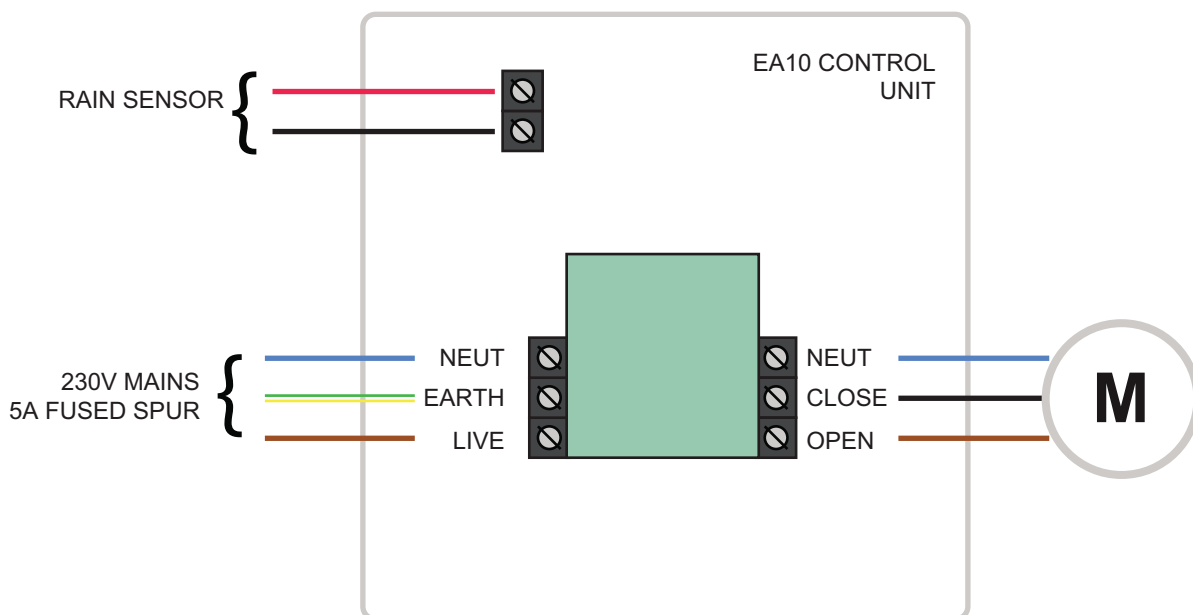 EA10 CONTROL
UNIT
RAIN SENSOR
230V MAINS
5A FUSED SPUR
NEUT
EARTH
LIVE
NEUT
CLOSE
OPEN
M